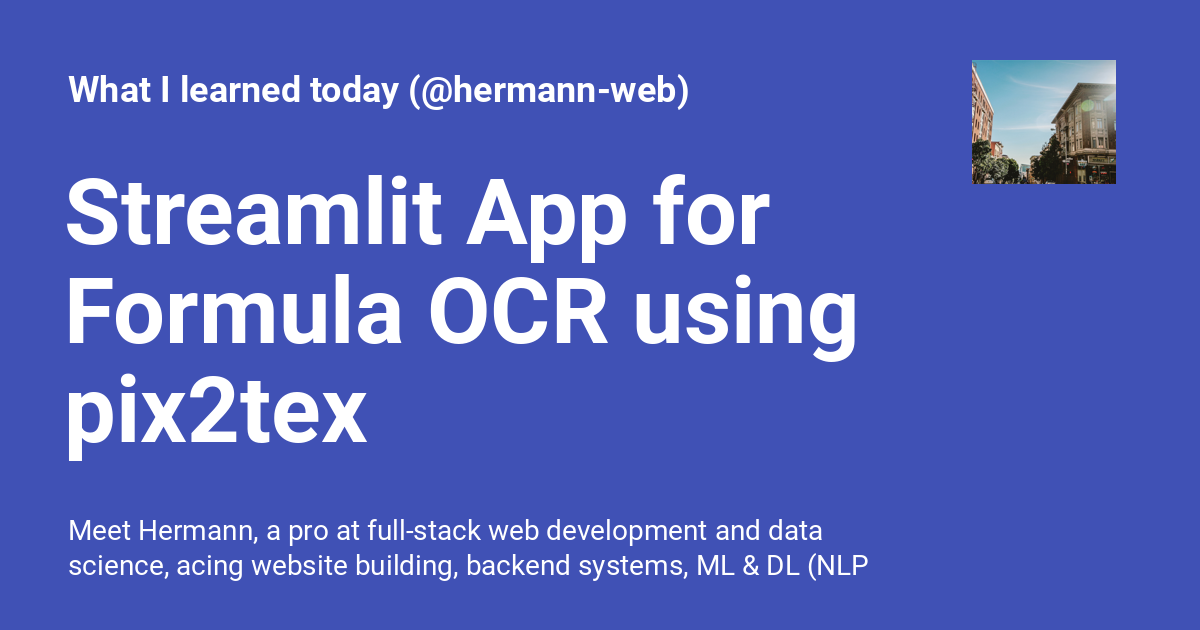 What I learned today (@hermann-web)
Streamlit App for
Formula OCR using
pix2tex
Meet Hermann, a pro at full-stack web development and data
science, acing website building, backend systems, ML & DL (NLP